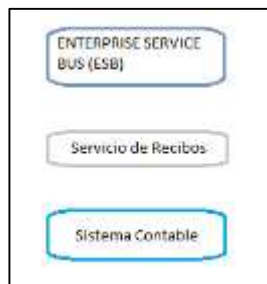 ENTERPRISE SERVICE
BUS (ESB)
Servicio de Recibos
Sistema Contable